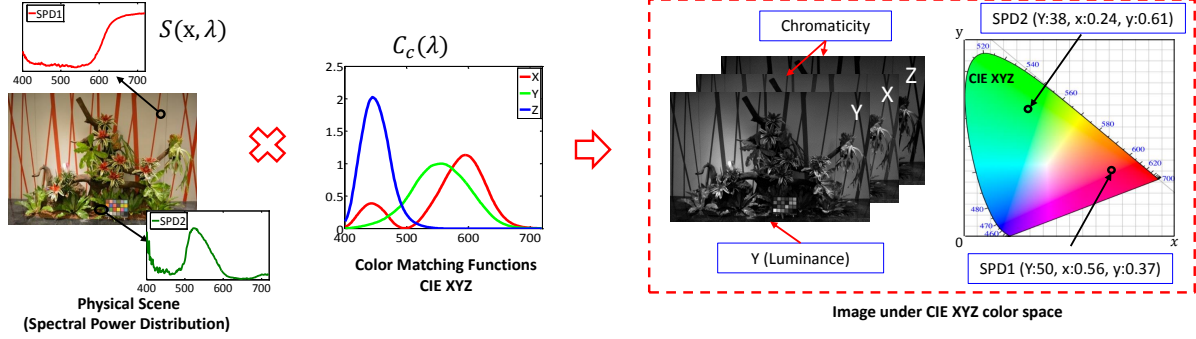 SPD1
S(x, λ)
400 500 600 700
SPD2
400 500 600 700
Physical Scene
(Spectral Power Distribution)
C_c(λ)
2.5
2
1.5
1
0.5
0
400 500 600 700
X
Y
Z
Color Matching Functions
CIE XYZ
Chromaticity
Z
X
Y
Y (Luminance)
SPD2 (Y:38, x:0.24, y:0.61)
y
CIE XYZ
520
540
560
580
600
620
700
480
470
460
0
x
SPD1 (Y:50, x:0.56, y:0.37)
Image under CIE XYZ color space